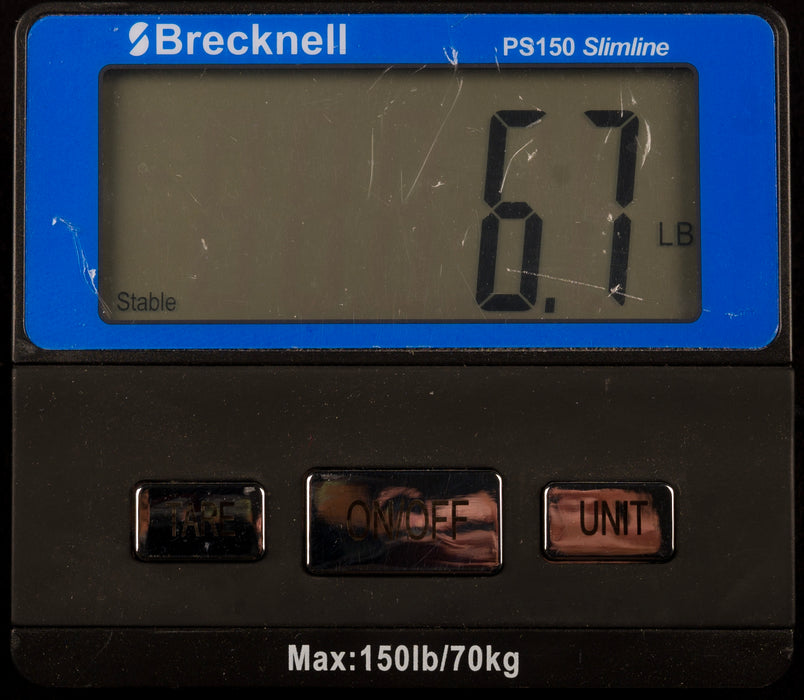 Brecknell PS150 Slimline
6.7 LB
Stable
TARE ON/OFF UNIT
Max:150lb/70kg